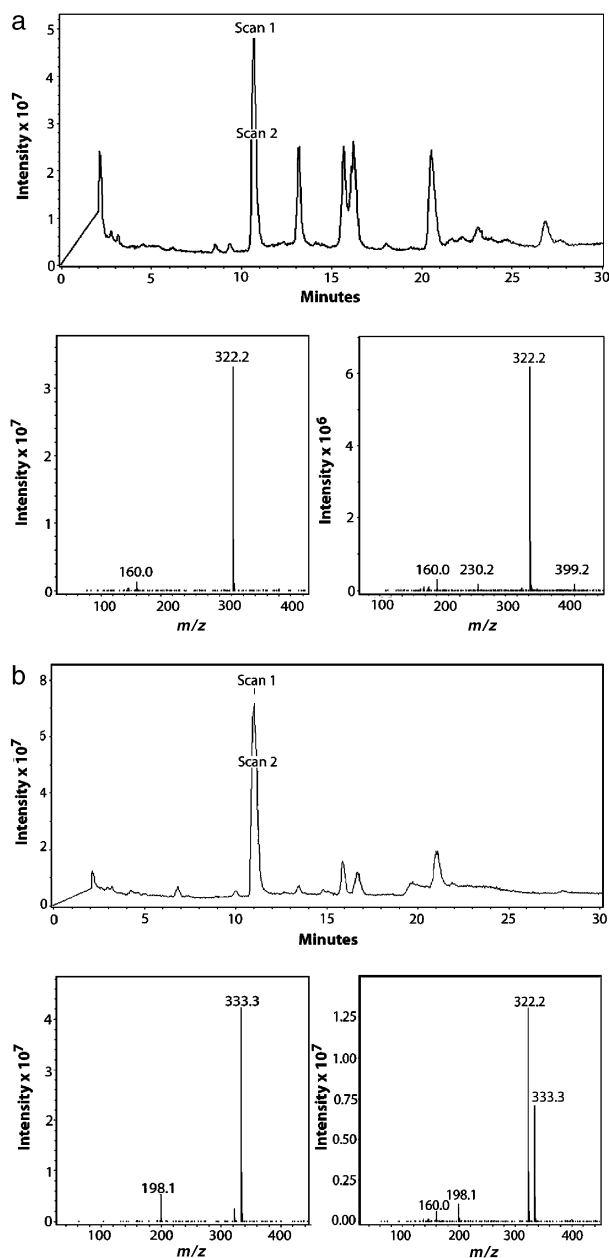 a
Intensity x 10⁷
5
4
3
2
1
0
Scan 1
Scan 2
0 5 10 15 20 25 30
Minutes
Intensity x 10⁷
3
2
1
0
322.2
160.0
100 200 300 400
m/z
Intensity x 10⁶
6
4
2
0
322.2
160.0 230.2 399.2
100 200 300 400
m/z
b
Intensity x 10⁷
8
6
4
2
0
Scan 1
Scan 2
0 5 10 15 20 25 30
Minutes
Intensity x 10⁷
4
3
2
1
0
333.3
198.1
100 200 300 400
m/z
Intensity x 10⁷
1.25
1.00
0.75
0.50
0.25
0.00
322.2
333.3
198.1
160.0
100 200 300 400
m/z